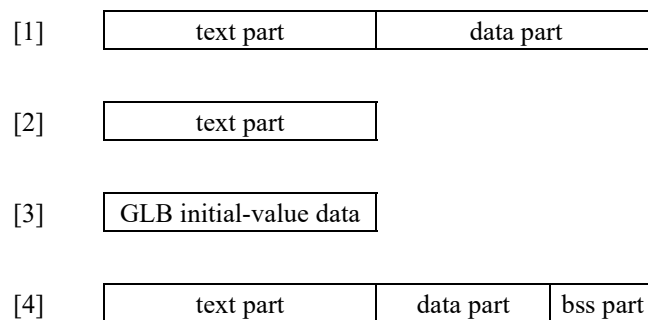 [1] text part data part
[2] text part
[3] GLB initial-value data
[4] text part data part bss part